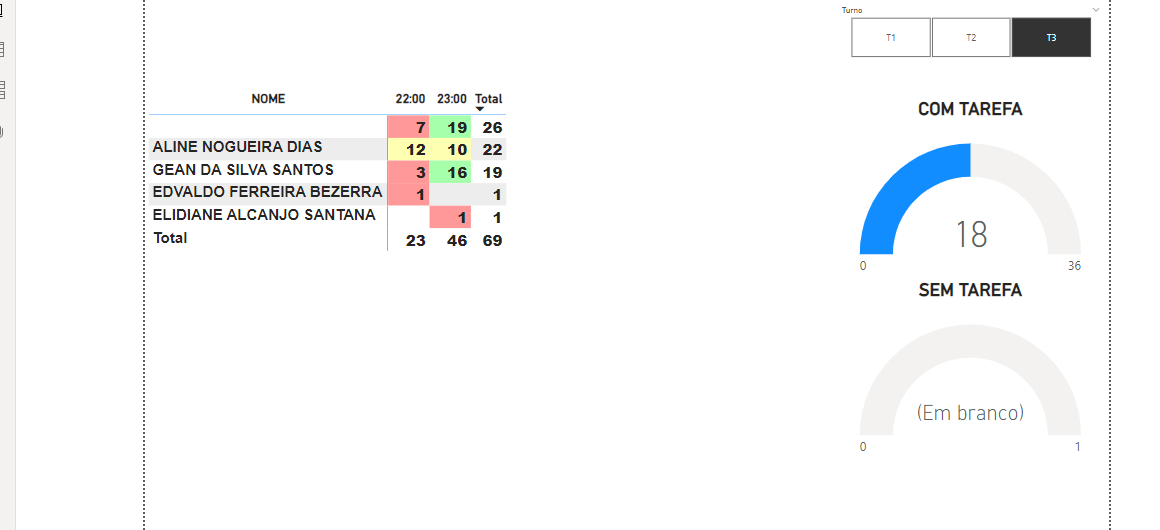 Turno
T1 T2 T3
NOME 22:00 23:00 Total
7 19 26
ALINE NOGUEIRA DIAS 12 10 22
GEAN DA SILVA SANTOS 3 16 19
EDVALDO FERREIRA BEZERRA 1 1
ELIDIANE ALCANJO SANTANA 1 1
Total 23 46 69
COM TAREFA
18
0 36
SEM TAREFA
(Em branco)
0 1